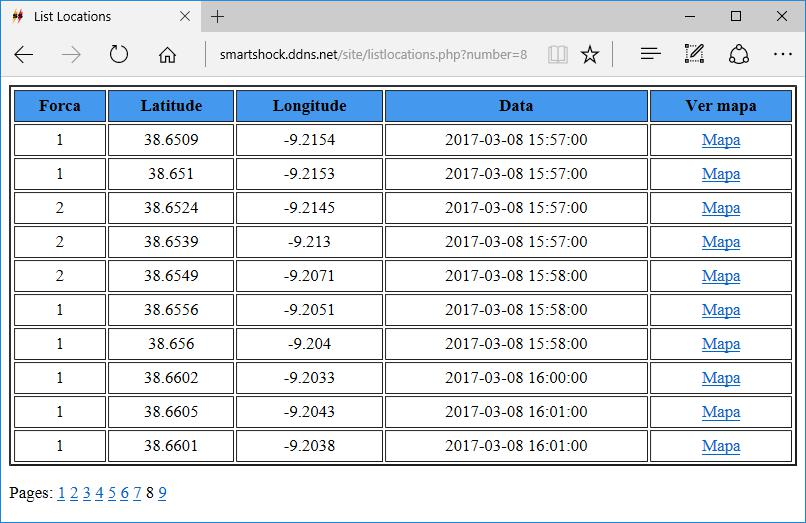 List Locations
smartshock.ddns.net/site/listlocations.php?number=8
Forca Latitude Longitude Data Ver mapa
1 38.6509 -9.2154 2017-03-08 15:57:00 Mapa
1 38.651 -9.2153 2017-03-08 15:57:00 Mapa
2 38.6524 -9.2145 2017-03-08 15:57:00 Mapa
2 38.6539 -9.213 2017-03-08 15:57:00 Mapa
2 38.6549 -9.2071 2017-03-08 15:58:00 Mapa
1 38.6556 -9.2051 2017-03-08 15:58:00 Mapa
1 38.656 -9.204 2017-03-08 15:58:00 Mapa
1 38.6602 -9.2033 2017-03-08 16:00:00 Mapa
1 38.6605 -9.2043 2017-03-08 16:01:00 Mapa
1 38.6601 -9.2038 2017-03-08 16:01:00 Mapa
Pages: 1 2 3 4 5 6 7 8 9